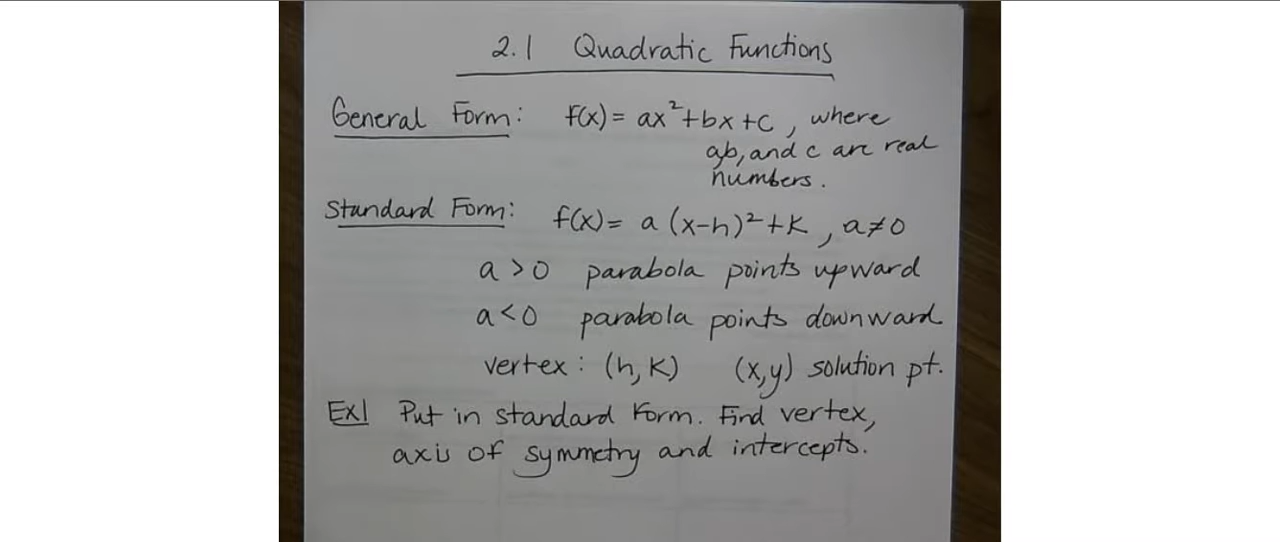 2.1 Quadratic Functions
General Form: f(x) = ax²+bx+c, where
a,b, and c are real
numbers.
Standard Form: f(x) = a (x-h)²+k, a≠0
a > 0 parabola points upward
a < 0 parabola points downward
vertex: (h, k) (x,y) solution pt.
Ex1 Put in standard form. Find vertex,
axis of symmetry and intercepts.